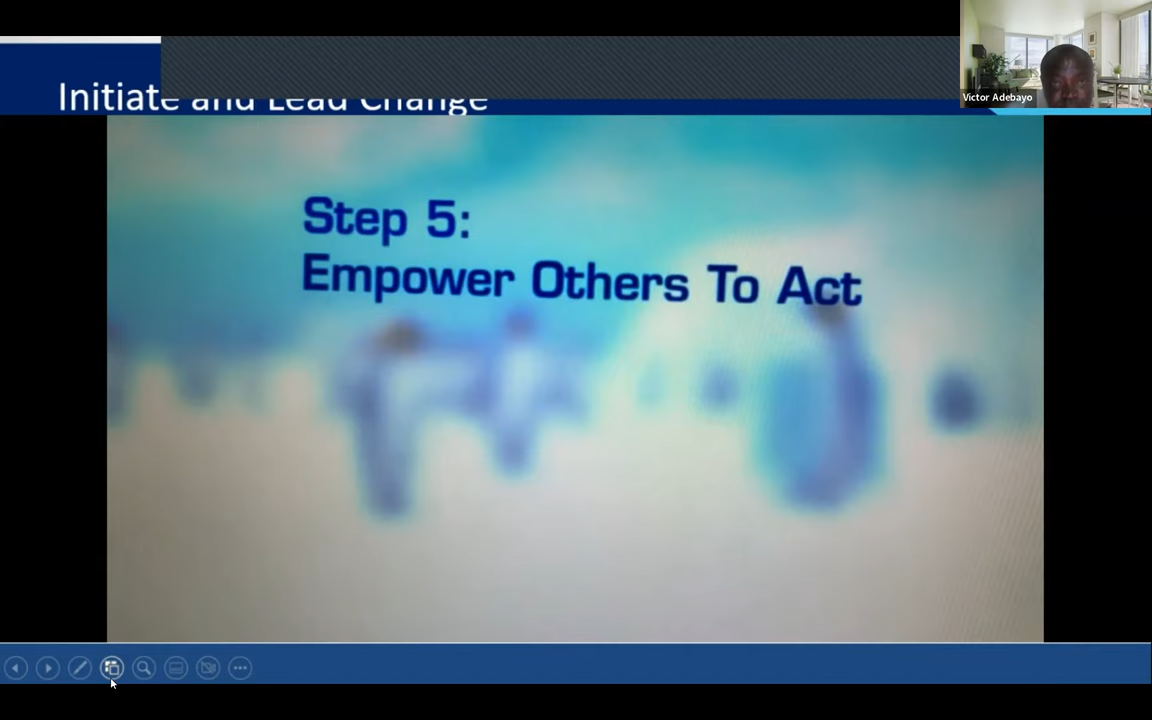 Initiate and Lead Change
Victor Adebayo
Step 5:
Empower Others To Act